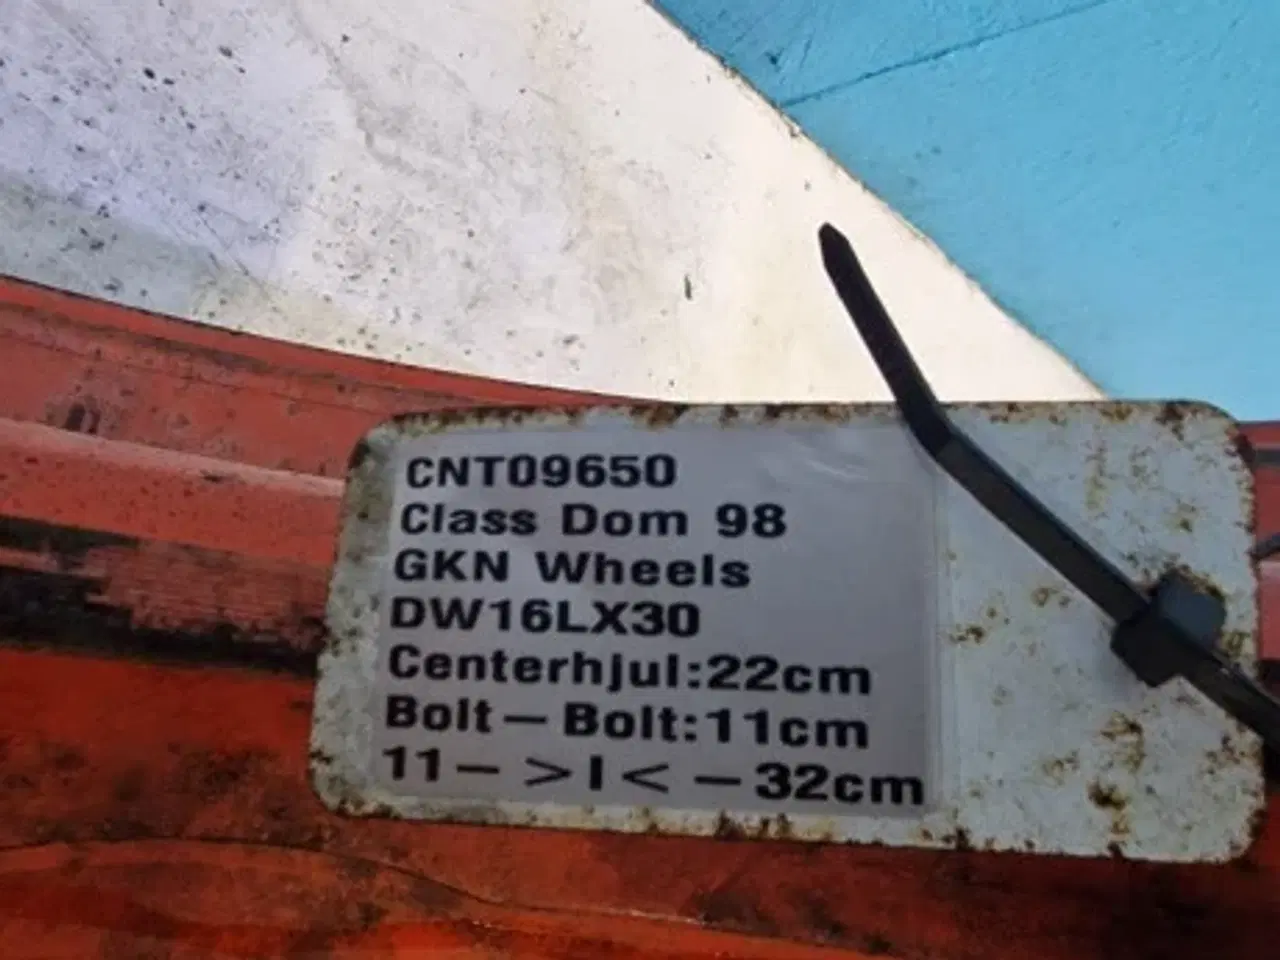 CNT09650
Class Dom 98
GKN Wheels
DW16LX30
Centerhjul:22cm
Bolt – Bolt:11cm
11– >I< –32cm